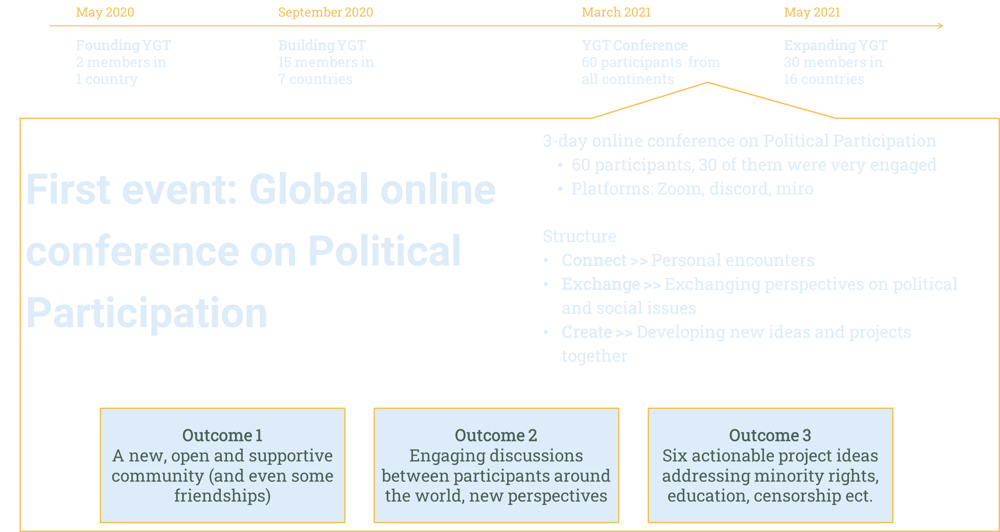 May 2020
September 2020
March 2021
May 2021
Founding YGT
2 members in
1 country
Building YGT
15 members in
7 countries
YGT Conference
60 participants from
all continents
Expanding YGT
30 members in
16 countries
First event: Global online
conference on Political
Participation
3-day online conference on Political Participation
• 60 participants, 30 of them were very engaged
• Platforms: Zoom, discord, miro
Structure
• Connect >> Personal encounters
• Exchange >> Exchanging perspectives on political
and social issues
• Create >> Developing new ideas and projects
together
Outcome 1
A new, open and supportive
community (and even some
friendships)
Outcome 2
Engaging discussions
between participants around
the world, new perspectives
Outcome 3
Six actionable project ideas
addressing minority rights,
education, censorship ect.